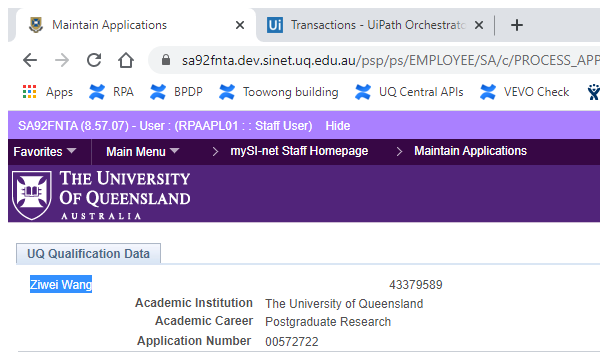 Maintain Applications
Transactions - UiPath Orchestrato
sa92fnta.dev.sinet.uq.edu.au/psp/ps/EMPLOYEE/SA/c/PROCESS_APP
Apps RPA BPDP Toowong building UQ Central APIs VEVO Check
SA92FNTA (8.57.07) - User : (RPAAPL01 : : Staff User) Hide
Favorites Main Menu > mySI-net Staff Homepage > Maintain Applications
THE UNIVERSITY
OF QUEENSLAND
AUSTRALIA
UQ Qualification Data
Ziwei Wang 43379589
Academic Institution The University of Queensland
Academic Career Postgraduate Research
Application Number 00572722